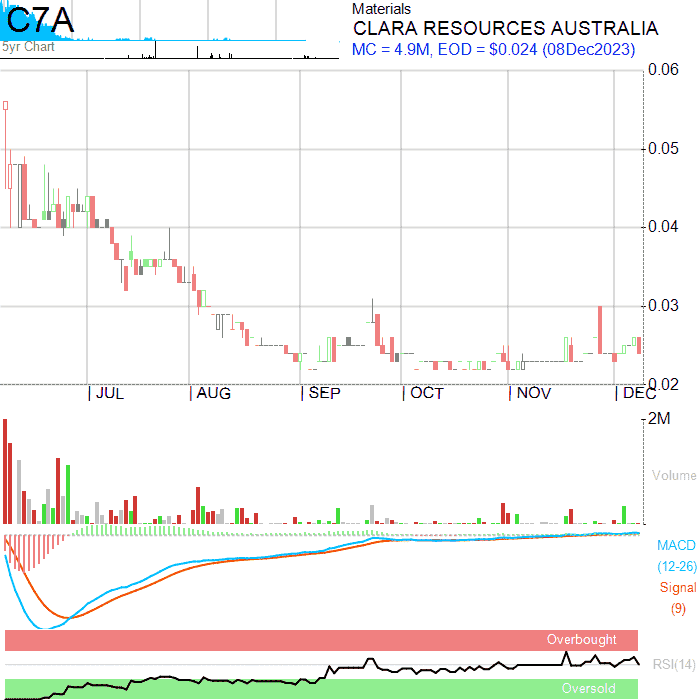 C7A
5yr Chart
Materials
CLARA RESOURCES AUSTRALIA
MC = 4.9M, EOD = $0.024 (08Dec2023)
0.06
0.05
0.04
0.03
0.02
JUL
AUG
SEP
OCT
NOV
DEC
2M
Volume
MACD
(12-26)
Signal
(9)
Overbought
RSI(14)
Oversold